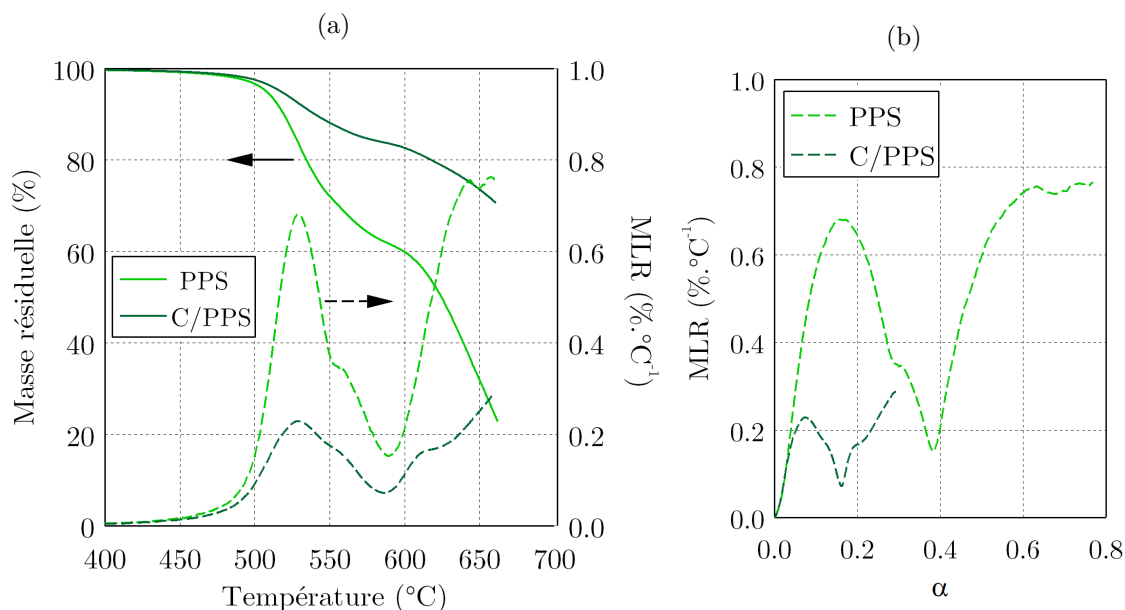 (a)
100
80
60
40
20
0
Masse résiduelle (%)
400 450 500 550 600 650 700
Température (°C)
1.0
0.8
0.6
0.4
0.2
0.0
MLR (%.°C⁻¹)
PPS
C/PPS
(b)
1.0
0.8
0.6
0.4
0.2
0.0
MLR (%.°C⁻¹)
0.0 0.2 0.4 0.6 0.8
α
PPS
C/PPS